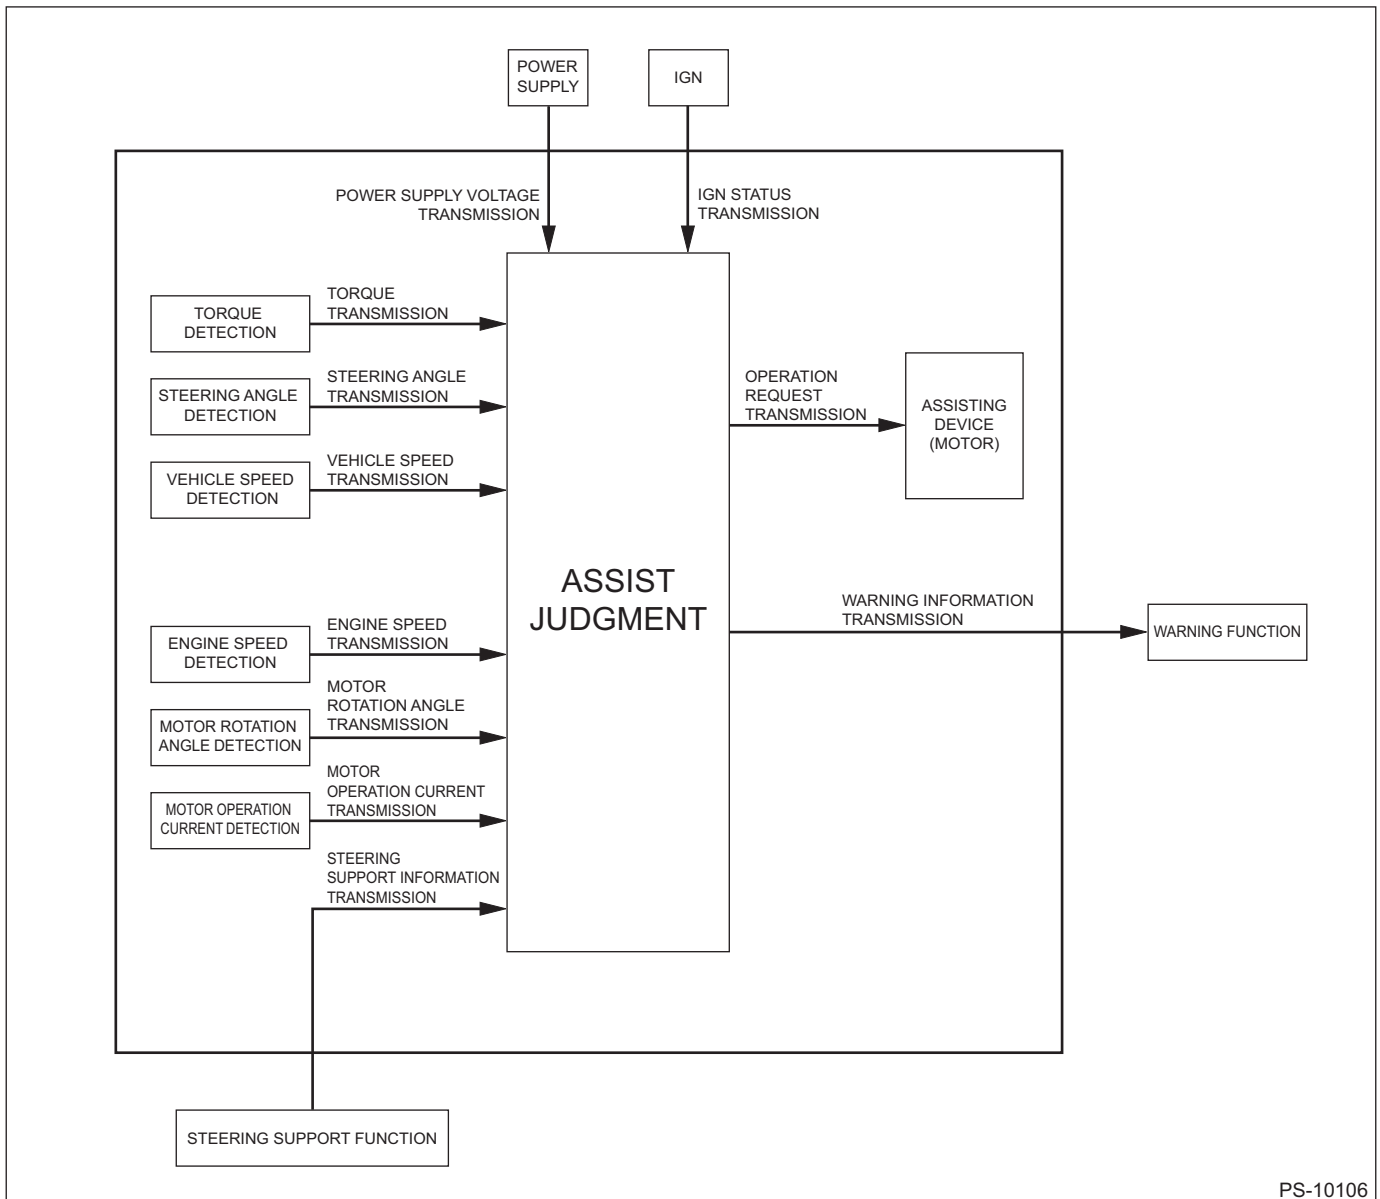 POWER
SUPPLY
IGN
POWER SUPPLY VOLTAGE
TRANSMISSION
IGN STATUS
TRANSMISSION
TORQUE
DETECTION
TORQUE
TRANSMISSION
STEERING ANGLE
DETECTION
STEERING ANGLE
TRANSMISSION
VEHICLE SPEED
DETECTION
VEHICLE SPEED
TRANSMISSION
OPERATION
REQUEST
TRANSMISSION
ASSISTING
DEVICE
(MOTOR)
ASSIST
JUDGMENT
WARNING INFORMATION
TRANSMISSION
WARNING FUNCTION
ENGINE SPEED
DETECTION
ENGINE SPEED
TRANSMISSION
MOTOR ROTATION
ANGLE DETECTION
MOTOR
ROTATION ANGLE
TRANSMISSION
MOTOR OPERATION
CURRENT DETECTION
MOTOR
OPERATION CURRENT
TRANSMISSION
STEERING
SUPPORT INFORMATION
TRANSMISSION
STEERING SUPPORT FUNCTION
PS-10106